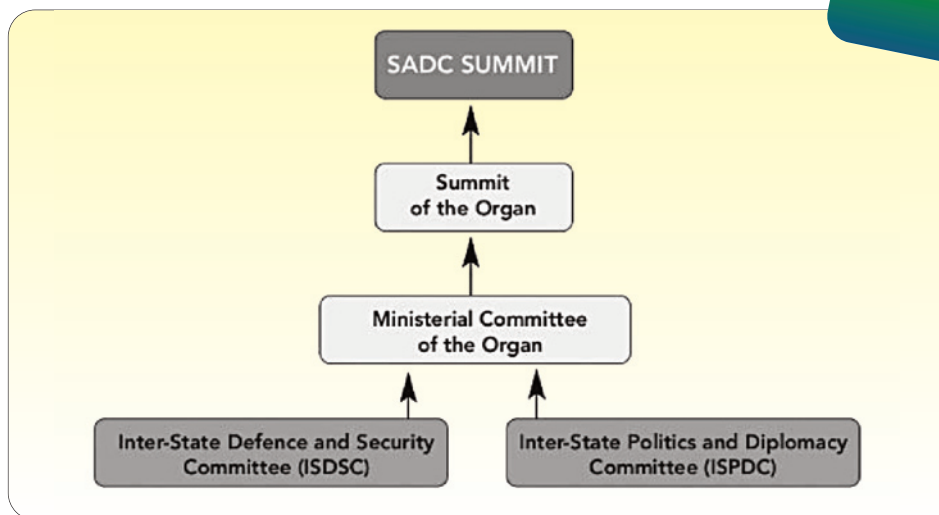 SADC SUMMIT
Summit
of the Organ
Ministerial Committee
of the Organ
Inter-State Defence and Security
Committee (ISDSC)
Inter-State Politics and Diplomacy
Committee (ISPDC)